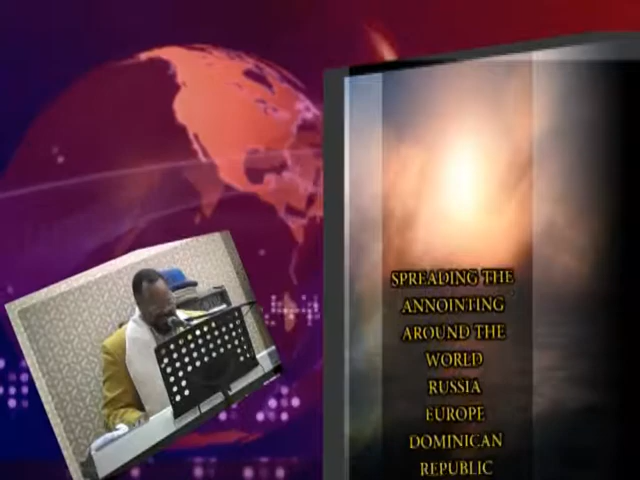 SPREADING THE
ANNOINTING
AROUND THE
WORLD
RUSSIA
EUROPE
DOMINICAN
REPUBLIC